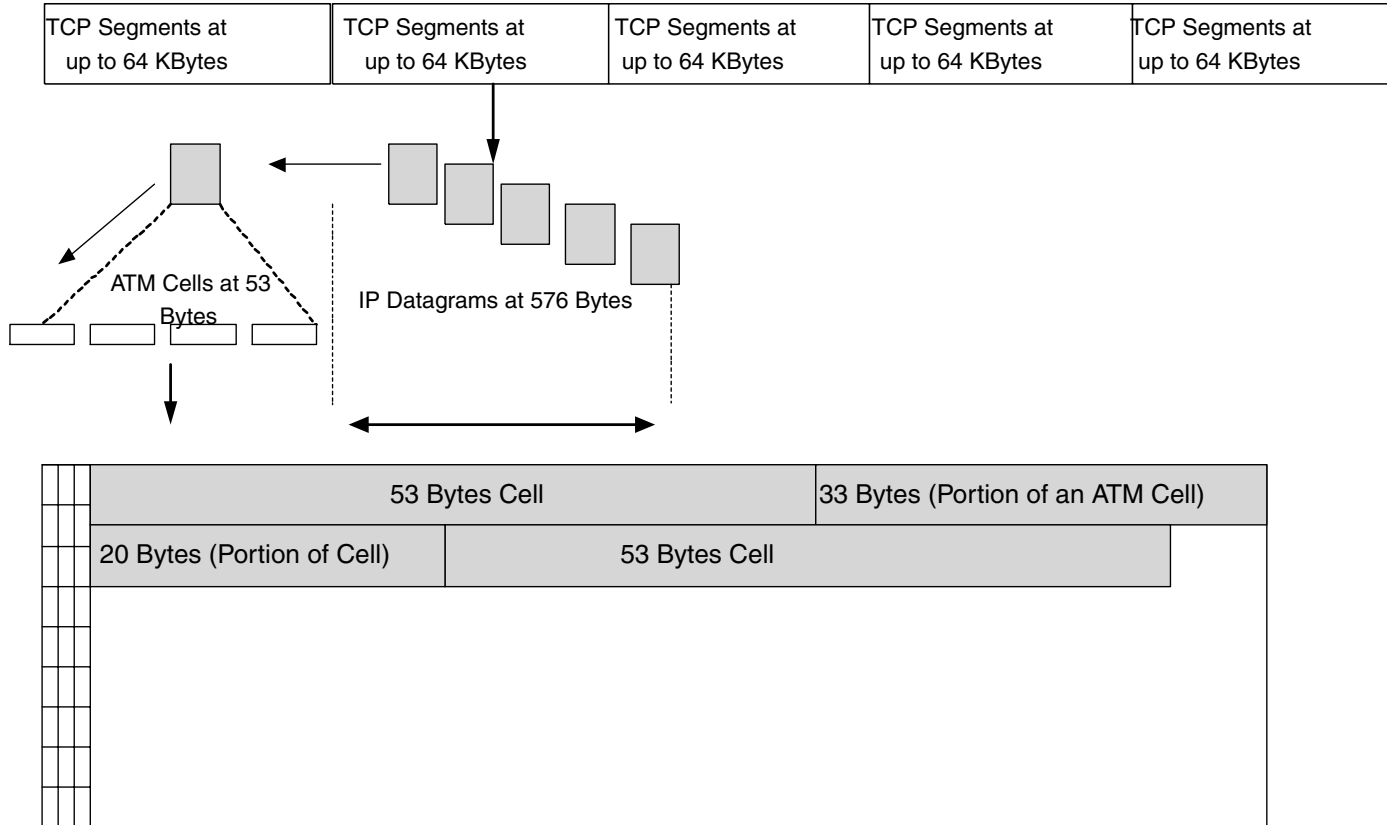 TCP Segments at
up to 64 KBytes
TCP Segments at
up to 64 KBytes
TCP Segments at
up to 64 KBytes
TCP Segments at
up to 64 KBytes
TCP Segments at
up to 64 KBytes
ATM Cells at 53
Bytes
IP Datagrams at 576 Bytes
53 Bytes Cell
33 Bytes (Portion of an ATM Cell)
20 Bytes (Portion of Cell)
53 Bytes Cell